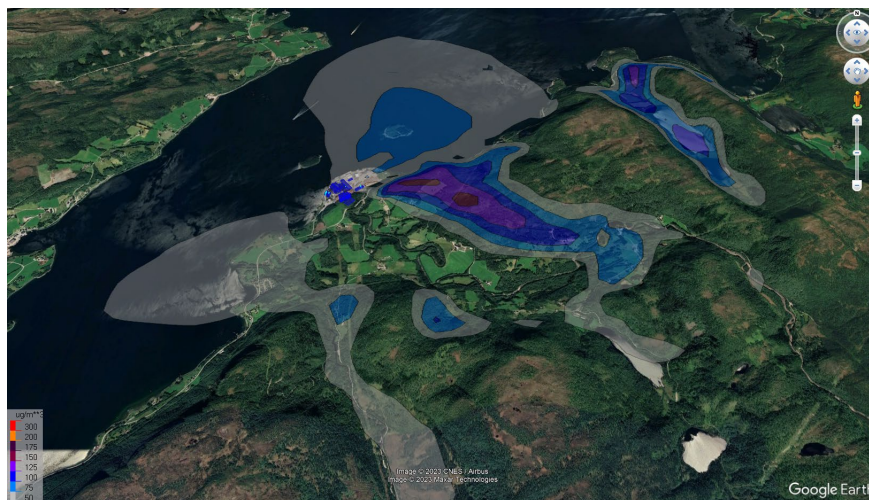 N
ug/m**3
300
200
175
150
125
100
75
50
Image © 2023 CNES / Airbus
Image © 2023 Maxar Technologies
Google Earth